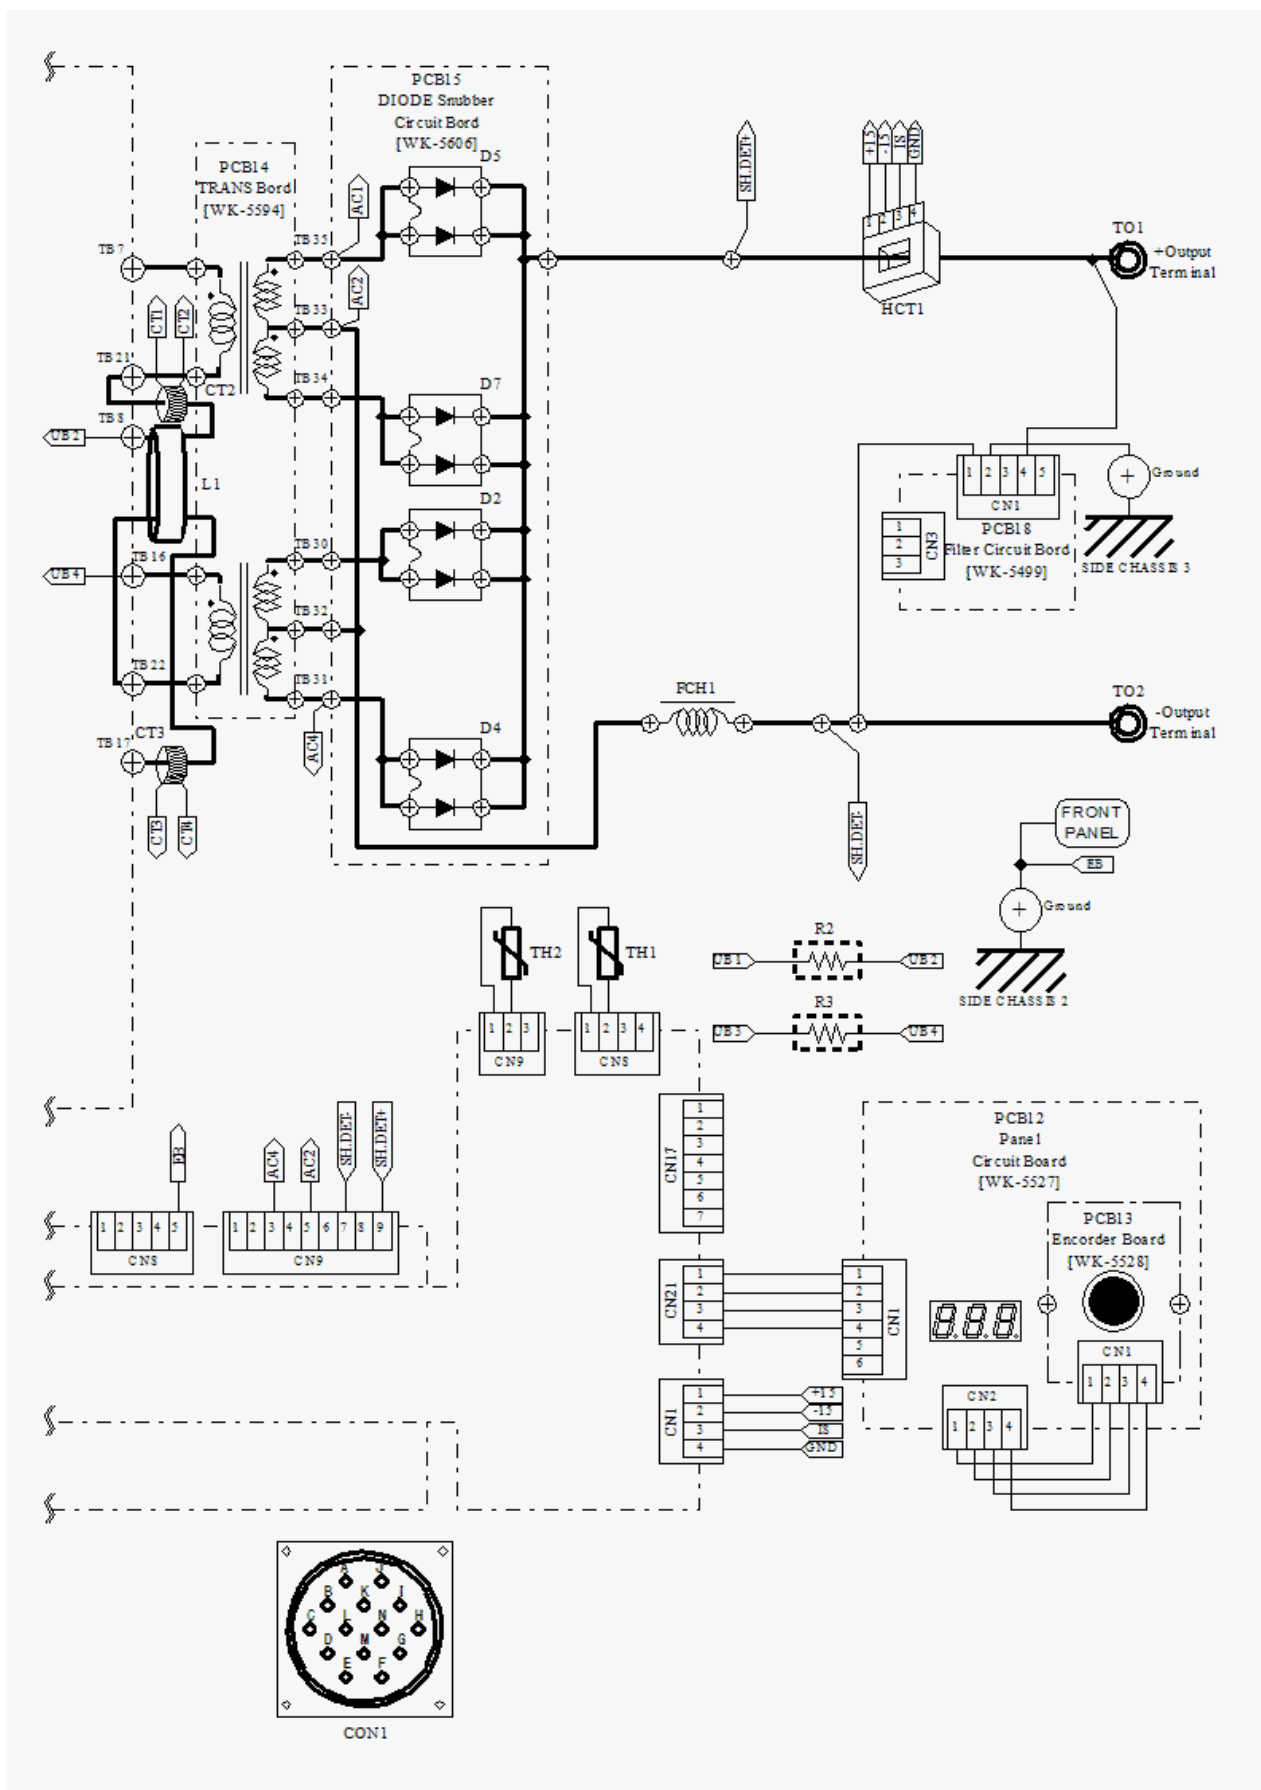 PCB15
DIODE Snubber
Circuit Bord
[WK-5606]
PCB14
TRANS Bord
[WK-5594]
D5
AC1
SH.DET+
+15
-15
IS
GND
1 2 3 4
HCT1
TO1
+Output
Terminal
TB7
TB35
AC2
TB33
CT1
CT2
TB21
CT2
TB34
D7
TB8
UB2
L1
D2
1 2 3 4 5
CN1
Ground
PCB18
Filter Circuit Bord
[WK-5499]
CN3
1
2
3
SIDE CHASSIS 3
TB16
UB4
TB30
TB32
TB22
TB31
FCH1
TO2
-Output
Terminal
CT3
TB17
AC4
D4
CT3
CT4
SH.DET-
FRONT
PANEL
EB
Ground
SIDE CHASSIS 2
TH2
TH1
R2
UB1
UB2
R3
UB3
UB4
1 2 3
CN9
1 2 3 4
CN8
EB
AC4
AC2
SH.DET-
SH.DET+
1 2 3 4 5
CN8
1 2 3 4 5 6 7 8 9
CN9
CN17
1
2
3
4
5
6
7
PCB12
Panel
Circuit Board
[WK-5527]
PCB13
Encorder Board
[WK-5528]
CN21
1
2
3
4
1
2
3
4
5
6
CN1
8.8.8.
CN1
1 2 3 4
CN2
1 2 3 4
CN1
1
2
3
4
+15
-15
IS
GND
A J
B K I
C L N H
D M G
E F
CON1